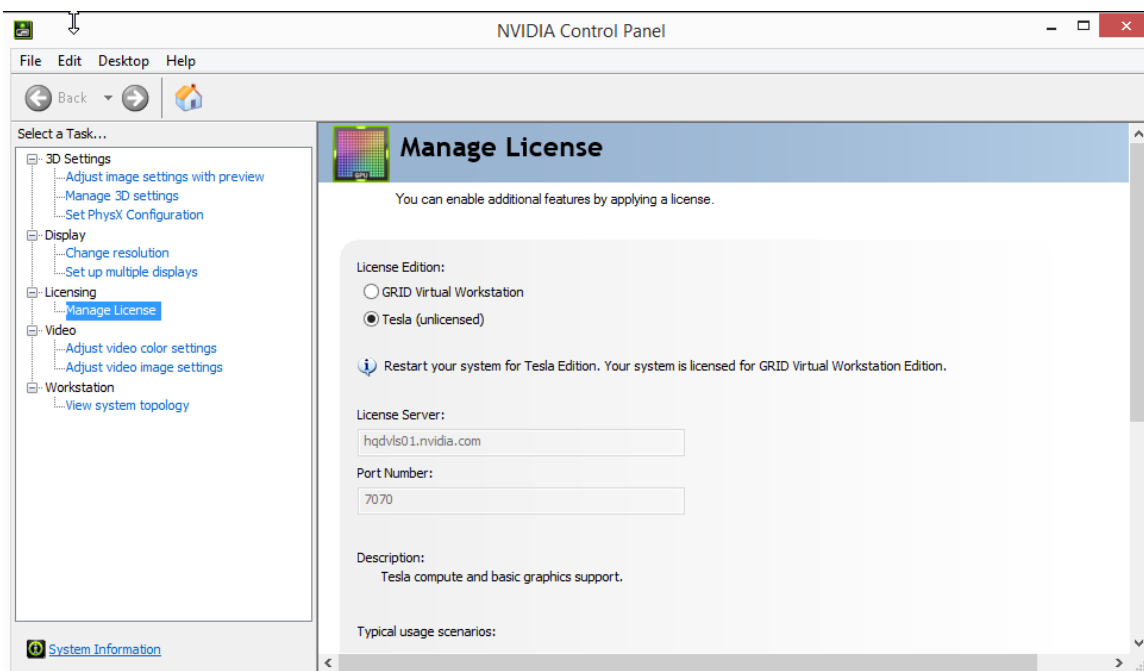 NVIDIA Control Panel
File Edit Desktop Help
Back
Select a Task...
3D Settings
Adjust image settings with preview
Manage 3D settings
Set PhysX Configuration
Display
Change resolution
Set up multiple displays
Licensing
Manage License
Video
Adjust video color settings
Adjust video image settings
Workstation
View system topology
System Information
GPU
Manage License
You can enable additional features by applying a license.
License Edition:
GRID Virtual Workstation
Tesla (unlicensed)
Restart your system for Tesla Edition. Your system is licensed for GRID Virtual Workstation Edition.
License Server:
hqdvls01.nvidia.com
Port Number:
7070
Description:
Tesla compute and basic graphics support.
Typical usage scenarios: